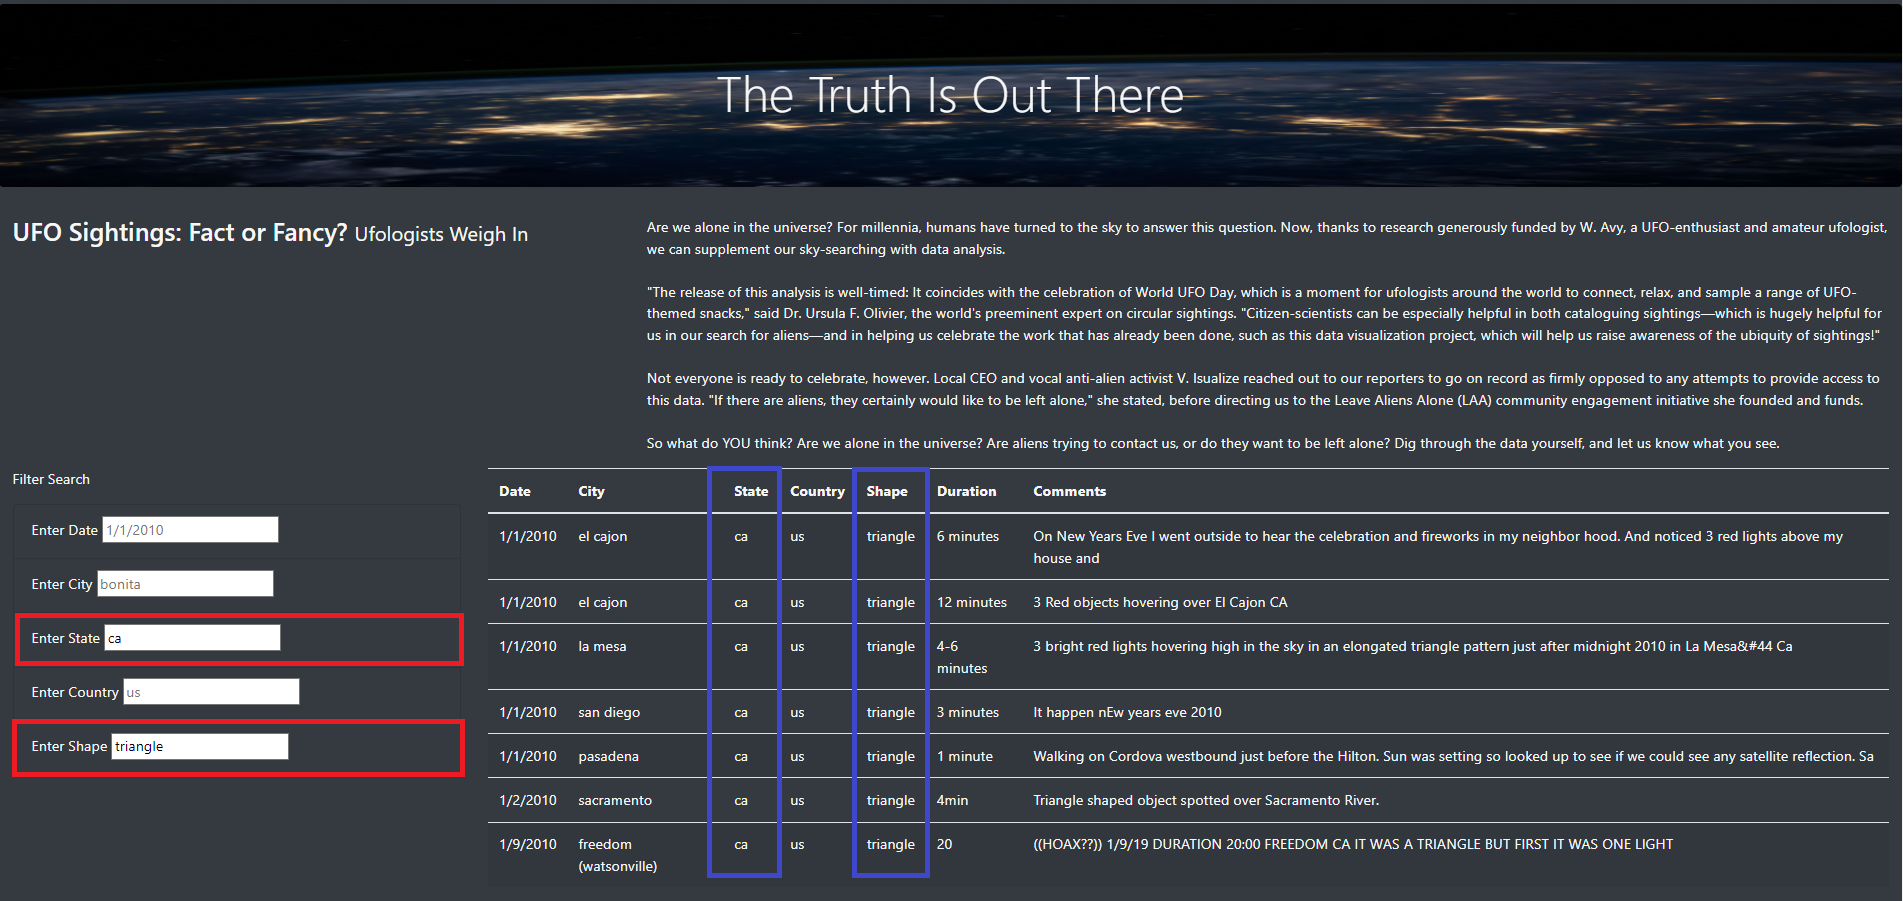 The Truth Is Out There
UFO Sightings: Fact or Fancy? Ufologists Weigh In
Are we alone in the universe? For millennia, humans have turned to the sky to answer this question. Now, thanks to research generously funded by W. Avy, a UFO-enthusiast and amateur ufologist,
we can supplement our sky-searching with data analysis.
"The release of this analysis is well-timed: It coincides with the celebration of World UFO Day, which is a moment for ufologists around the world to connect, relax, and sample a range of UFO-
themed snacks," said Dr. Ursula F. Olivier, the world's preeminent expert on circular sightings. "Citizen-scientists can be especially helpful in both cataloguing sightings—which is hugely helpful for
us in our search for aliens—and in helping us celebrate the work that has already been done, such as this data visualization project, which will help us raise awareness of the ubiquity of sightings!"
Not everyone is ready to celebrate, however. Local CEO and vocal anti-alien activist V. Isualize reached out to our reporters to go on record as firmly opposed to any attempts to provide access to
this data. "If there are aliens, they certainly would like to be left alone," she stated, before directing us to the Leave Aliens Alone (LAA) community engagement initiative she founded and funds.
So what do YOU think? Are we alone in the universe? Are aliens trying to contact us, or do they want to be left alone? Dig through the data yourself, and let us know what you see.
Filter Search
Enter Date 1/1/2010
Enter City bonita
Enter State ca
Enter Country us
Enter Shape triangle
Date City State Country Shape Duration Comments
1/1/2010 el cajon ca us triangle 6 minutes On New Years Eve I went outside to hear the celebration and fireworks in my neighbor hood. And noticed 3 red lights above my
house and
1/1/2010 el cajon ca us triangle 12 minutes 3 Red objects hovering over El Cajon CA
1/1/2010 la mesa ca us triangle 4-6 3 bright red lights hovering high in the sky in an elongated triangle pattern just after midnight 2010 in La Mesa&#44 Ca
minutes
1/1/2010 san diego ca us triangle 3 minutes It happen nEw years eve 2010
1/1/2010 pasadena ca us triangle 1 minute Walking on Cordova westbound just before the Hilton. Sun was setting so looked up to see if we could see any satellite reflection. Sa
1/2/2010 sacramento ca us triangle 4min Triangle shaped object spotted over Sacramento River.
1/9/2010 freedom ca us triangle 20 ((HOAX??)) 1/9/19 DURATION 20:00 FREEDOM CA IT WAS A TRIANGLE BUT FIRST IT WAS ONE LIGHT
(watsonville)